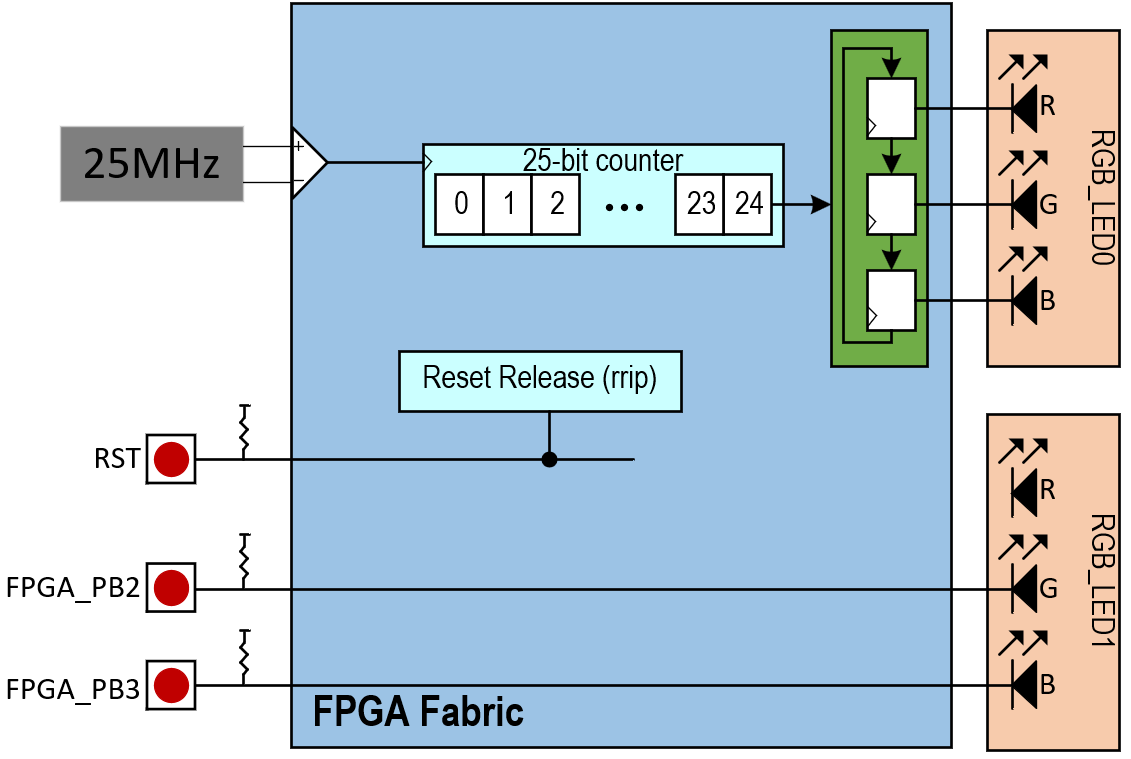 25MHz
+
−
25-bit counter
0 1 2 ... 23 24
R
G
B
RGB_LED0
Reset Release (rrip)
RST
FPGA_PB2
FPGA_PB3
R
G
B
RGB_LED1
FPGA Fabric